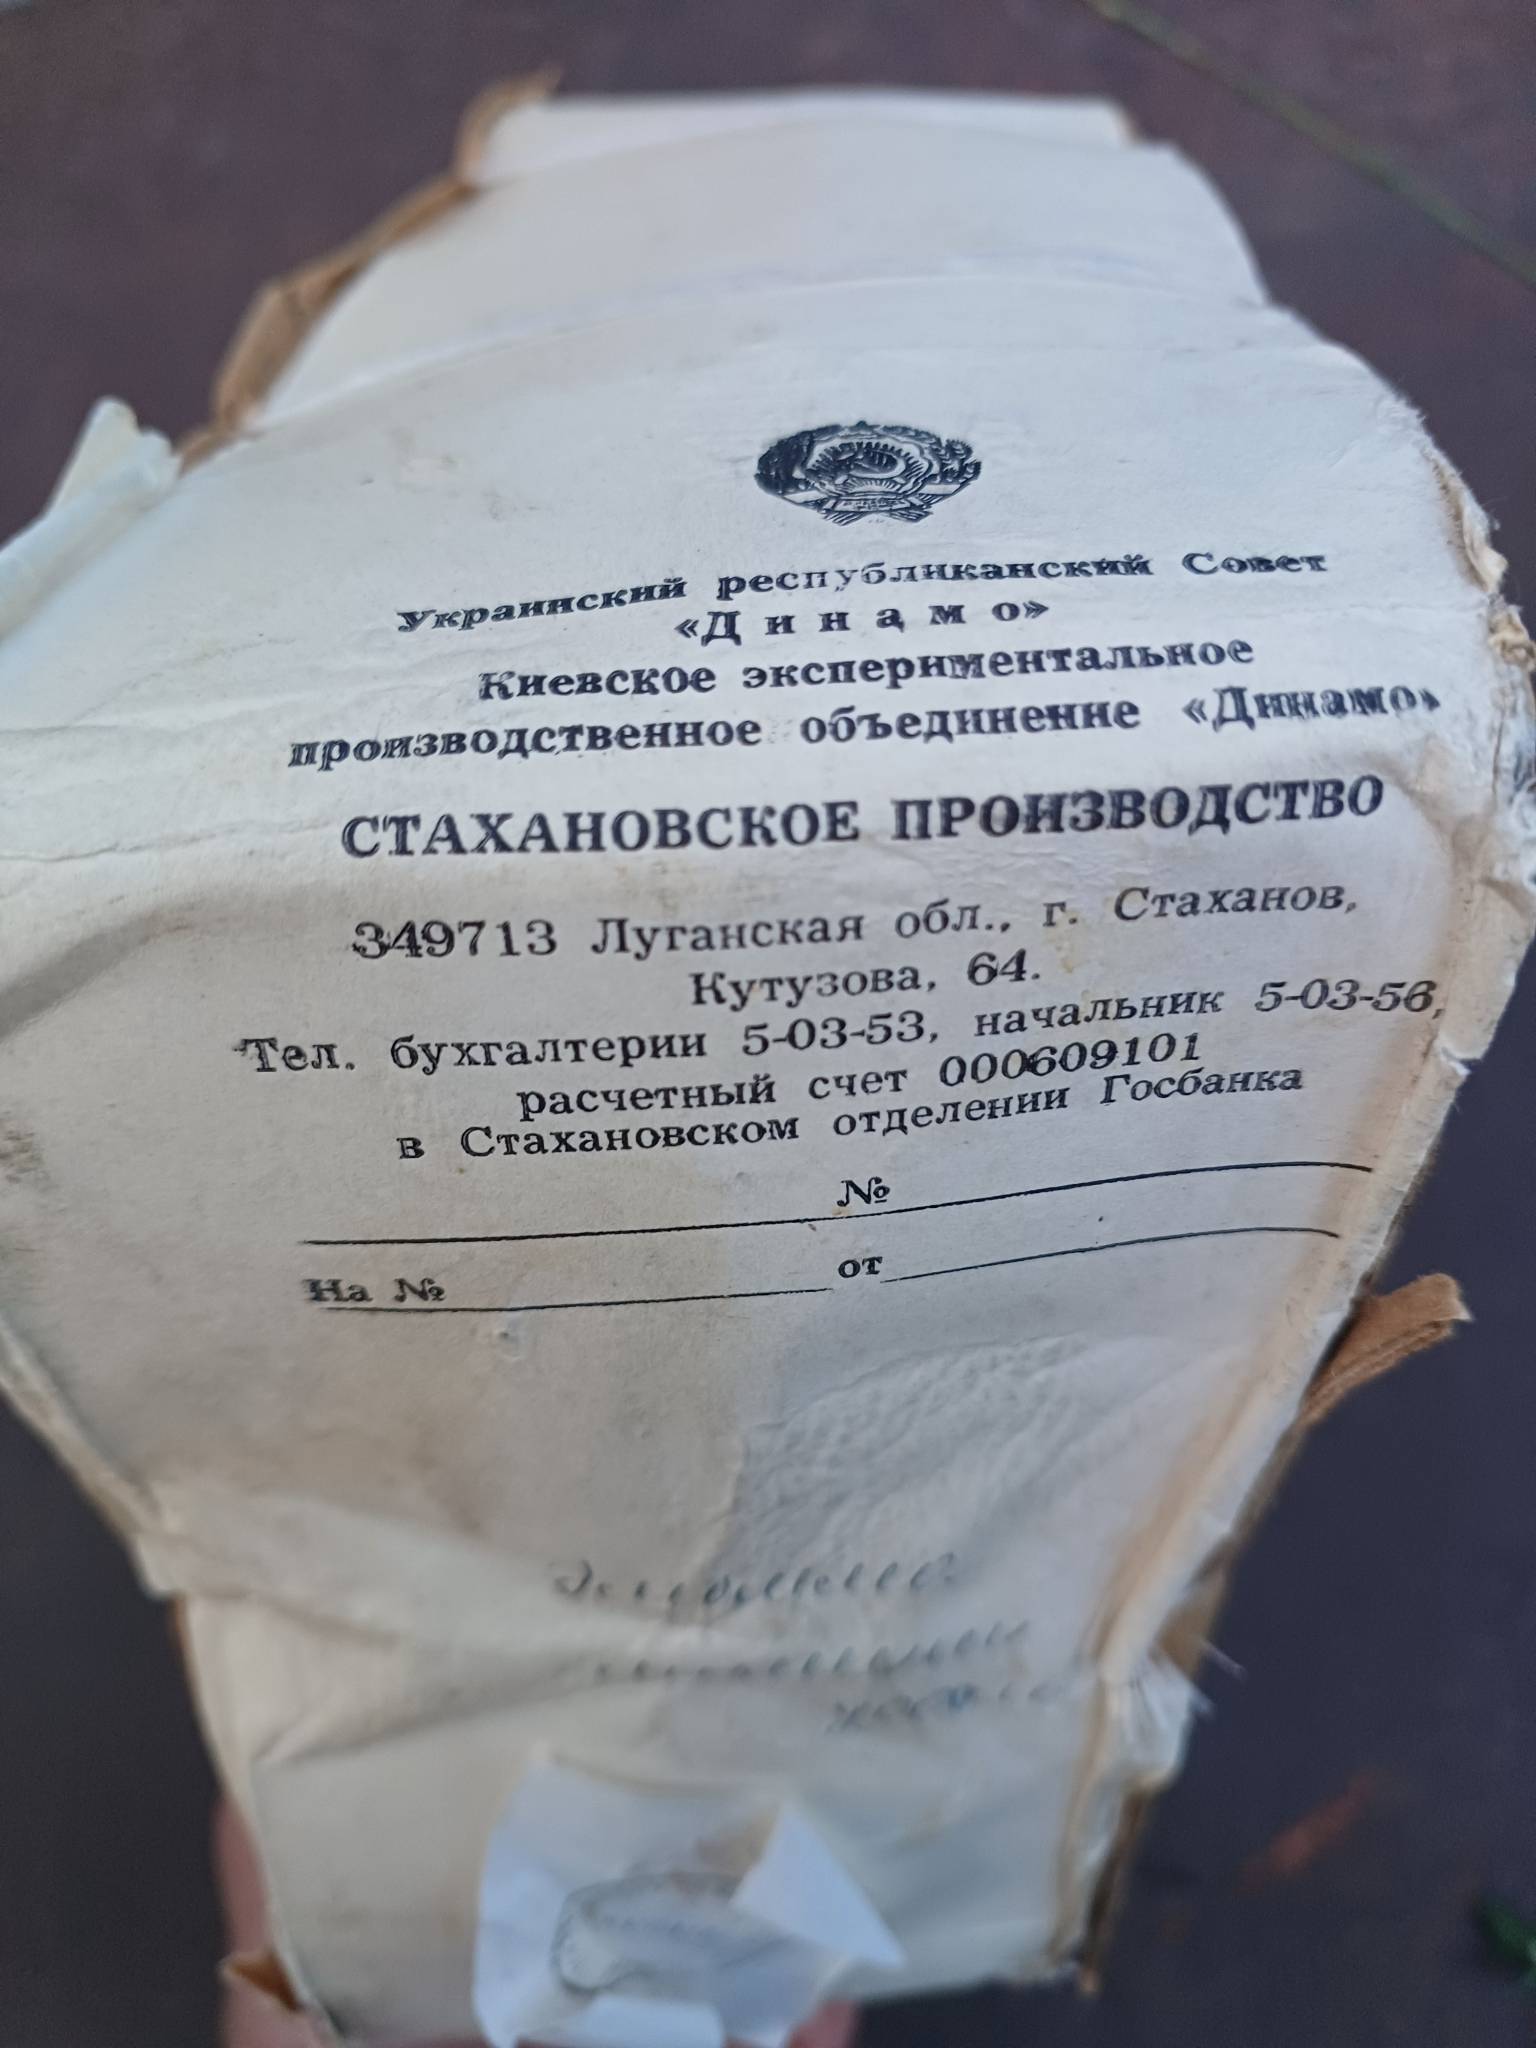 Украинский республиканский Совет
«Динамо»
Киевское экспериментальное
производственное объединение «Динамо»
СТАХАНОВСКОЕ ПРОИЗВОДСТВО
349713 Луганская обл., г. Стаханов,
Кутузова, 64.
Тел. бухгалтерии 5-03-53, начальник 5-03-56,
расчетный счет 000609101
в Стахановском отделении Госбанка
№
На № от